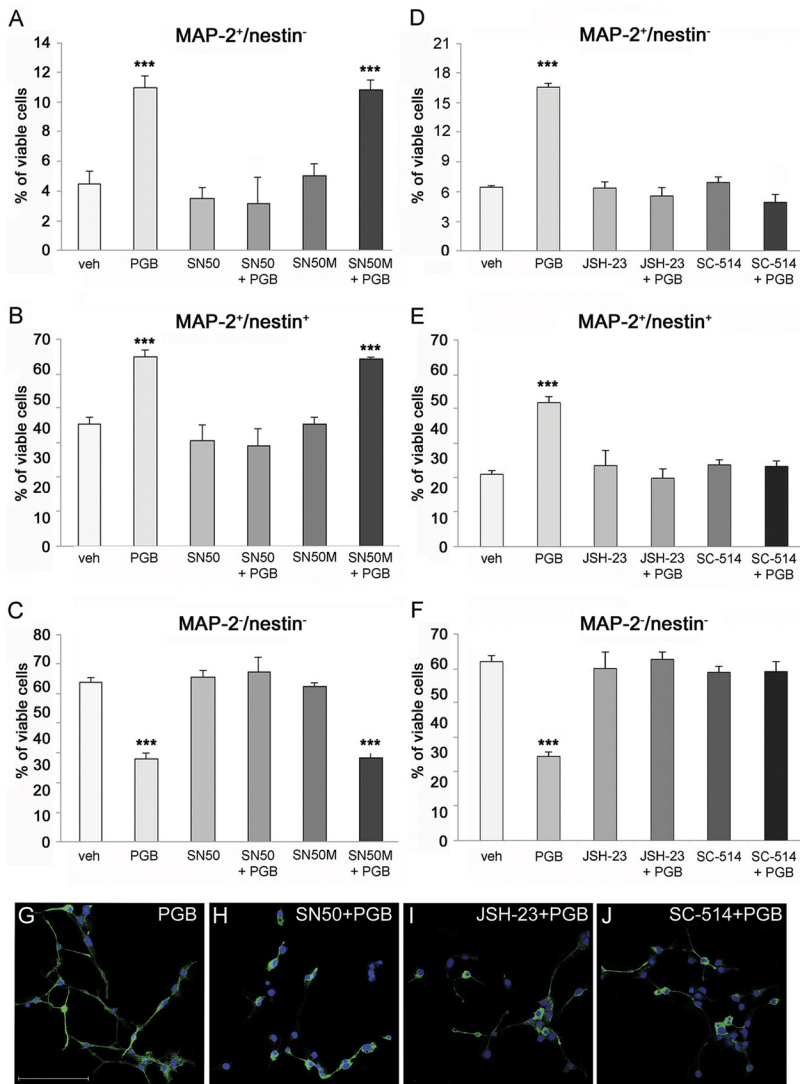 A
MAP-2⁺/nestin⁻
% of viable cells
14
12
10
8
6
4
2
0
***
***
veh
PGB
SN50
SN50
+ PGB
SN50M
SN50M
+ PGB
D
MAP-2⁺/nestin⁻
% of viable cells
21
18
15
12
9
6
3
0
***
veh
PGB
JSH-23
JSH-23
+ PGB
SC-514
SC-514
+ PGB
B
MAP-2⁺/nestin⁺
% of viable cells
70
60
50
40
30
20
10
0
***
***
veh
PGB
SN50
SN50
+ PGB
SN50M
SN50M
+ PGB
E
MAP-2⁺/nestin⁺
% of viable cells
70
60
50
40
30
20
10
0
***
veh
PGB
JSH-23
JSH-23
+ PGB
SC-514
SC-514
+ PGB
C
MAP-2⁻/nestin⁻
% of viable cells
80
70
60
50
40
30
20
10
0
***
***
veh
PGB
SN50
SN50
+ PGB
SN50M
SN50M
+ PGB
F
MAP-2⁻/nestin⁻
% of viable cells
70
60
50
40
30
20
10
0
***
veh
PGB
JSH-23
JSH-23
+ PGB
SC-514
SC-514
+ PGB
G PGB
H SN50+PGB
I JSH-23+PGB
J SC-514+PGB